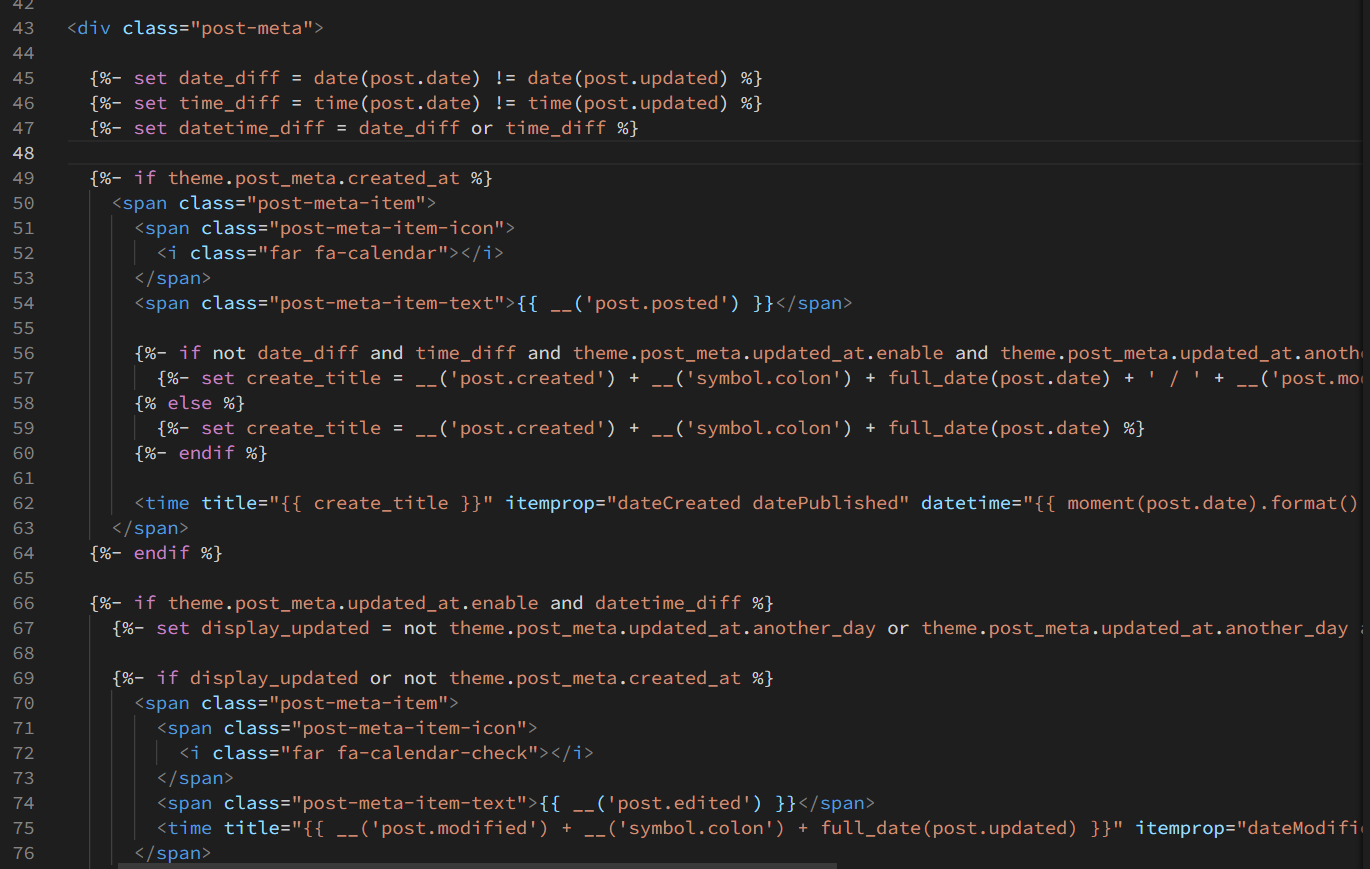 42
43 <div class="post-meta">
44
45 {%- set date_diff = date(post.date) != date(post.updated) %}
46 {%- set time_diff = time(post.date) != time(post.updated) %}
47 {%- set datetime_diff = date_diff or time_diff %}
48
49 {%- if theme.post_meta.created_at %}
50 <span class="post-meta-item">
51 <span class="post-meta-item-icon">
52 <i class="far fa-calendar"></i>
53 </span>
54 <span class="post-meta-item-text">{{ __('post.posted') }}</span>
55
56 {%- if not date_diff and time_diff and theme.post_meta.updated_at.enable and theme.post_meta.updated_at.anoth
57 {%- set create_title = __('post.created') + __('symbol.colon') + full_date(post.date) + ' / ' + __('post.mo
58 {% else %}
59 {%- set create_title = __('post.created') + __('symbol.colon') + full_date(post.date) %}
60 {%- endif %}
61
62 <time title="{{ create_title }}" itemprop="dateCreated datePublished" datetime="{{ moment(post.date).format()
63 </span>
64 {%- endif %}
65
66 {%- if theme.post_meta.updated_at.enable and datetime_diff %}
67 {%- set display_updated = not theme.post_meta.updated_at.another_day or theme.post_meta.updated_at.another_day
68
69 {%- if display_updated or not theme.post_meta.created_at %}
70 <span class="post-meta-item">
71 <span class="post-meta-item-icon">
72 <i class="far fa-calendar-check"></i>
73 </span>
74 <span class="post-meta-item-text">{{ __('post.edited') }}</span>
75 <time title="{{ __('post.modified') + __('symbol.colon') + full_date(post.updated) }}" itemprop="dateModifi
76 </span>